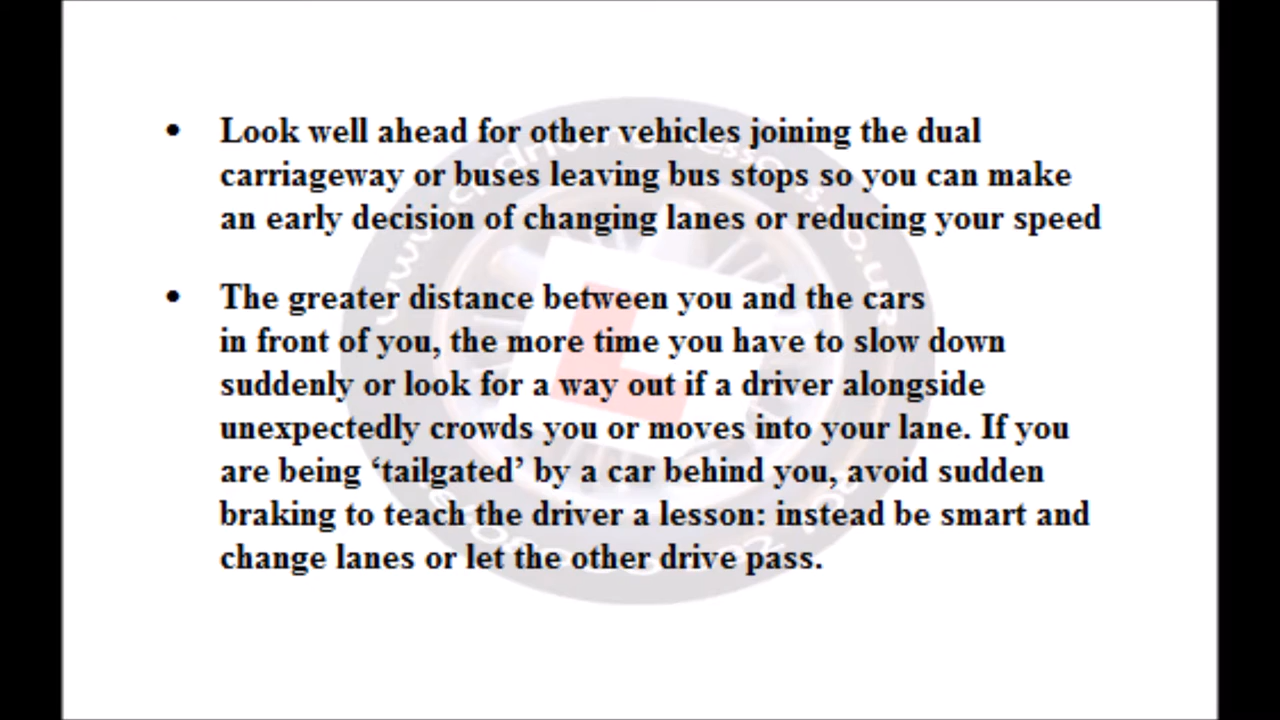 • Look well ahead for other vehicles joining the dual
carriageway or buses leaving bus stops so you can make
an early decision of changing lanes or reducing your speed
• The greater distance between you and the cars
in front of you, the more time you have to slow down
suddenly or look for a way out if a driver alongside
unexpectedly crowds you or moves into your lane. If you
are being ‘tailgated’ by a car behind you, avoid sudden
braking to teach the driver a lesson: instead be smart and
change lanes or let the other drive pass.